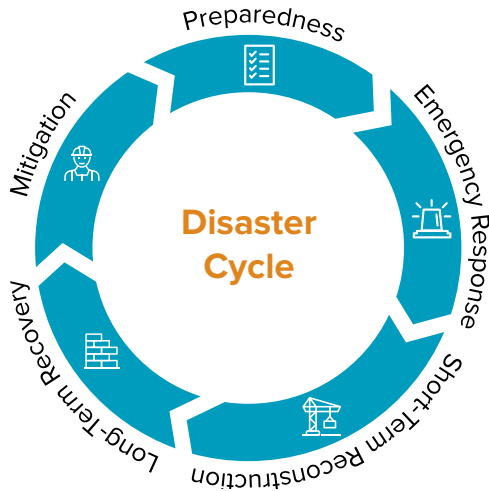 Preparedness
Emergency Response
Short-Term Reconstruction
Long-Term Recovery
Mitigation
Disaster
Cycle